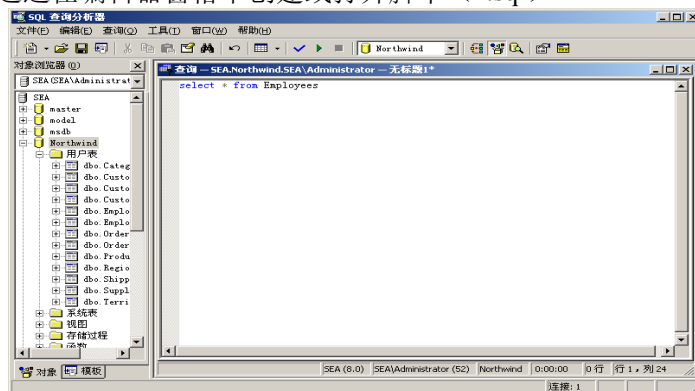 SQL 查询分析器
文件(F) 编辑(E) 查询(Q) 工具(T) 窗口(W) 帮助(H)
Northwind
对象浏览器(O)
SEA(SEA\Administrat
SEA
master
model
msdb
Northwind
用户表
dbo.Categ
dbo.Custo
dbo.Custo
dbo.Custo
dbo.Emplo
dbo.Emplo
dbo.Order
dbo.Order
dbo.Produ
dbo.Regio
dbo.Shipp
dbo.Suppl
dbo.Terri
系统表
视图
存储过程
函数
对象 模板
查询 — SEA.Northwind.SEA\Administrator — 无标题1*
select * from Employees
SEA (8.0) SEA\Administrator (52) Northwind 0:00:00 0 行 行 1, 列 24
连接: 1